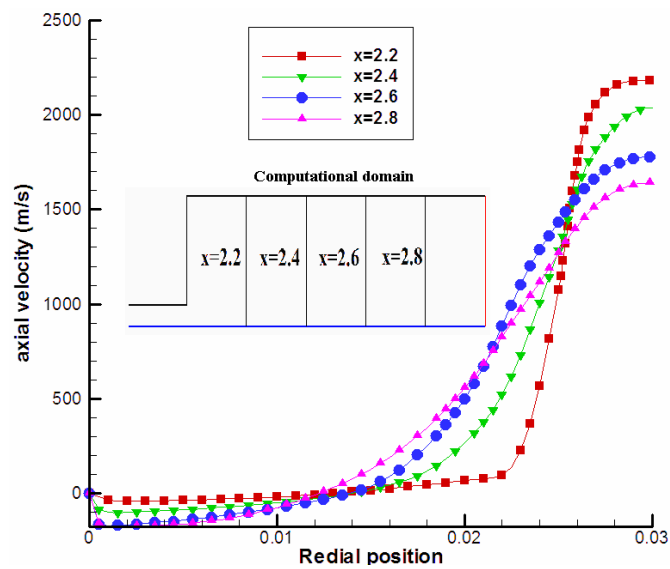 2500
2000
1500
1000
500
0
axial velocity (m/s)
x=2.2
x=2.4
x=2.6
x=2.8
Computational domain
x=2.2 x=2.4 x=2.6 x=2.8
0 0.01 0.02 0.03
Redial position